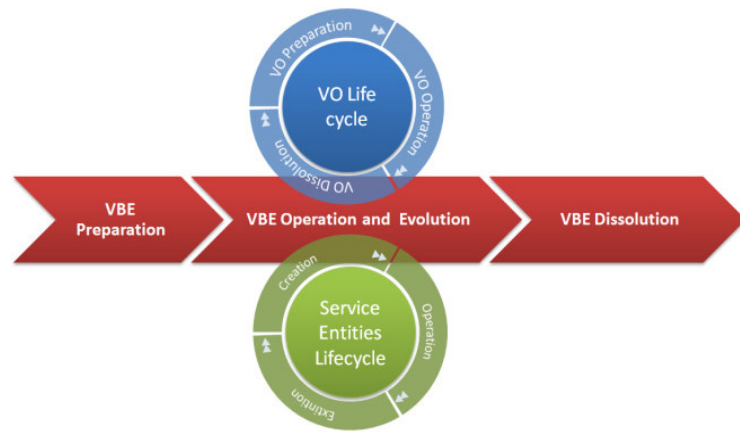 VO Preparation
VO Operation
VO Dissolution
VO Life
cycle
VBE
Preparation
VBE Operation and Evolution
VBE Dissolution
Creation
Operation
Extintion
Service
Entities
Lifecycle